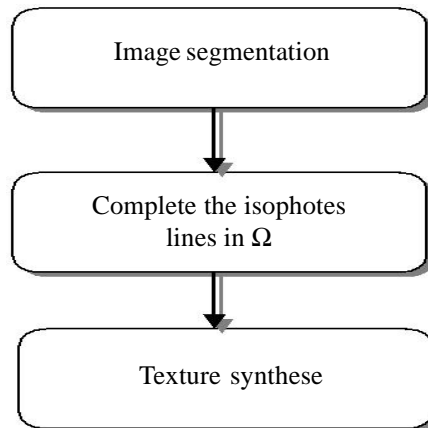 Image segmentation
Complete the isophotes
lines in Ω
Texture synthese